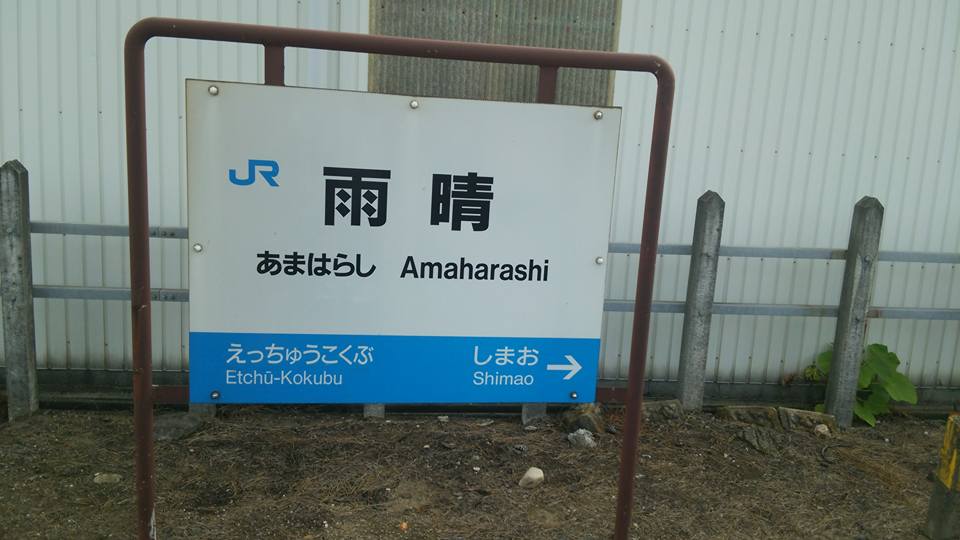 JR 雨晴
あまはらし Amaharashi
えっちゅうこくぶ しまお →
Etchū-Kokubu Shimao